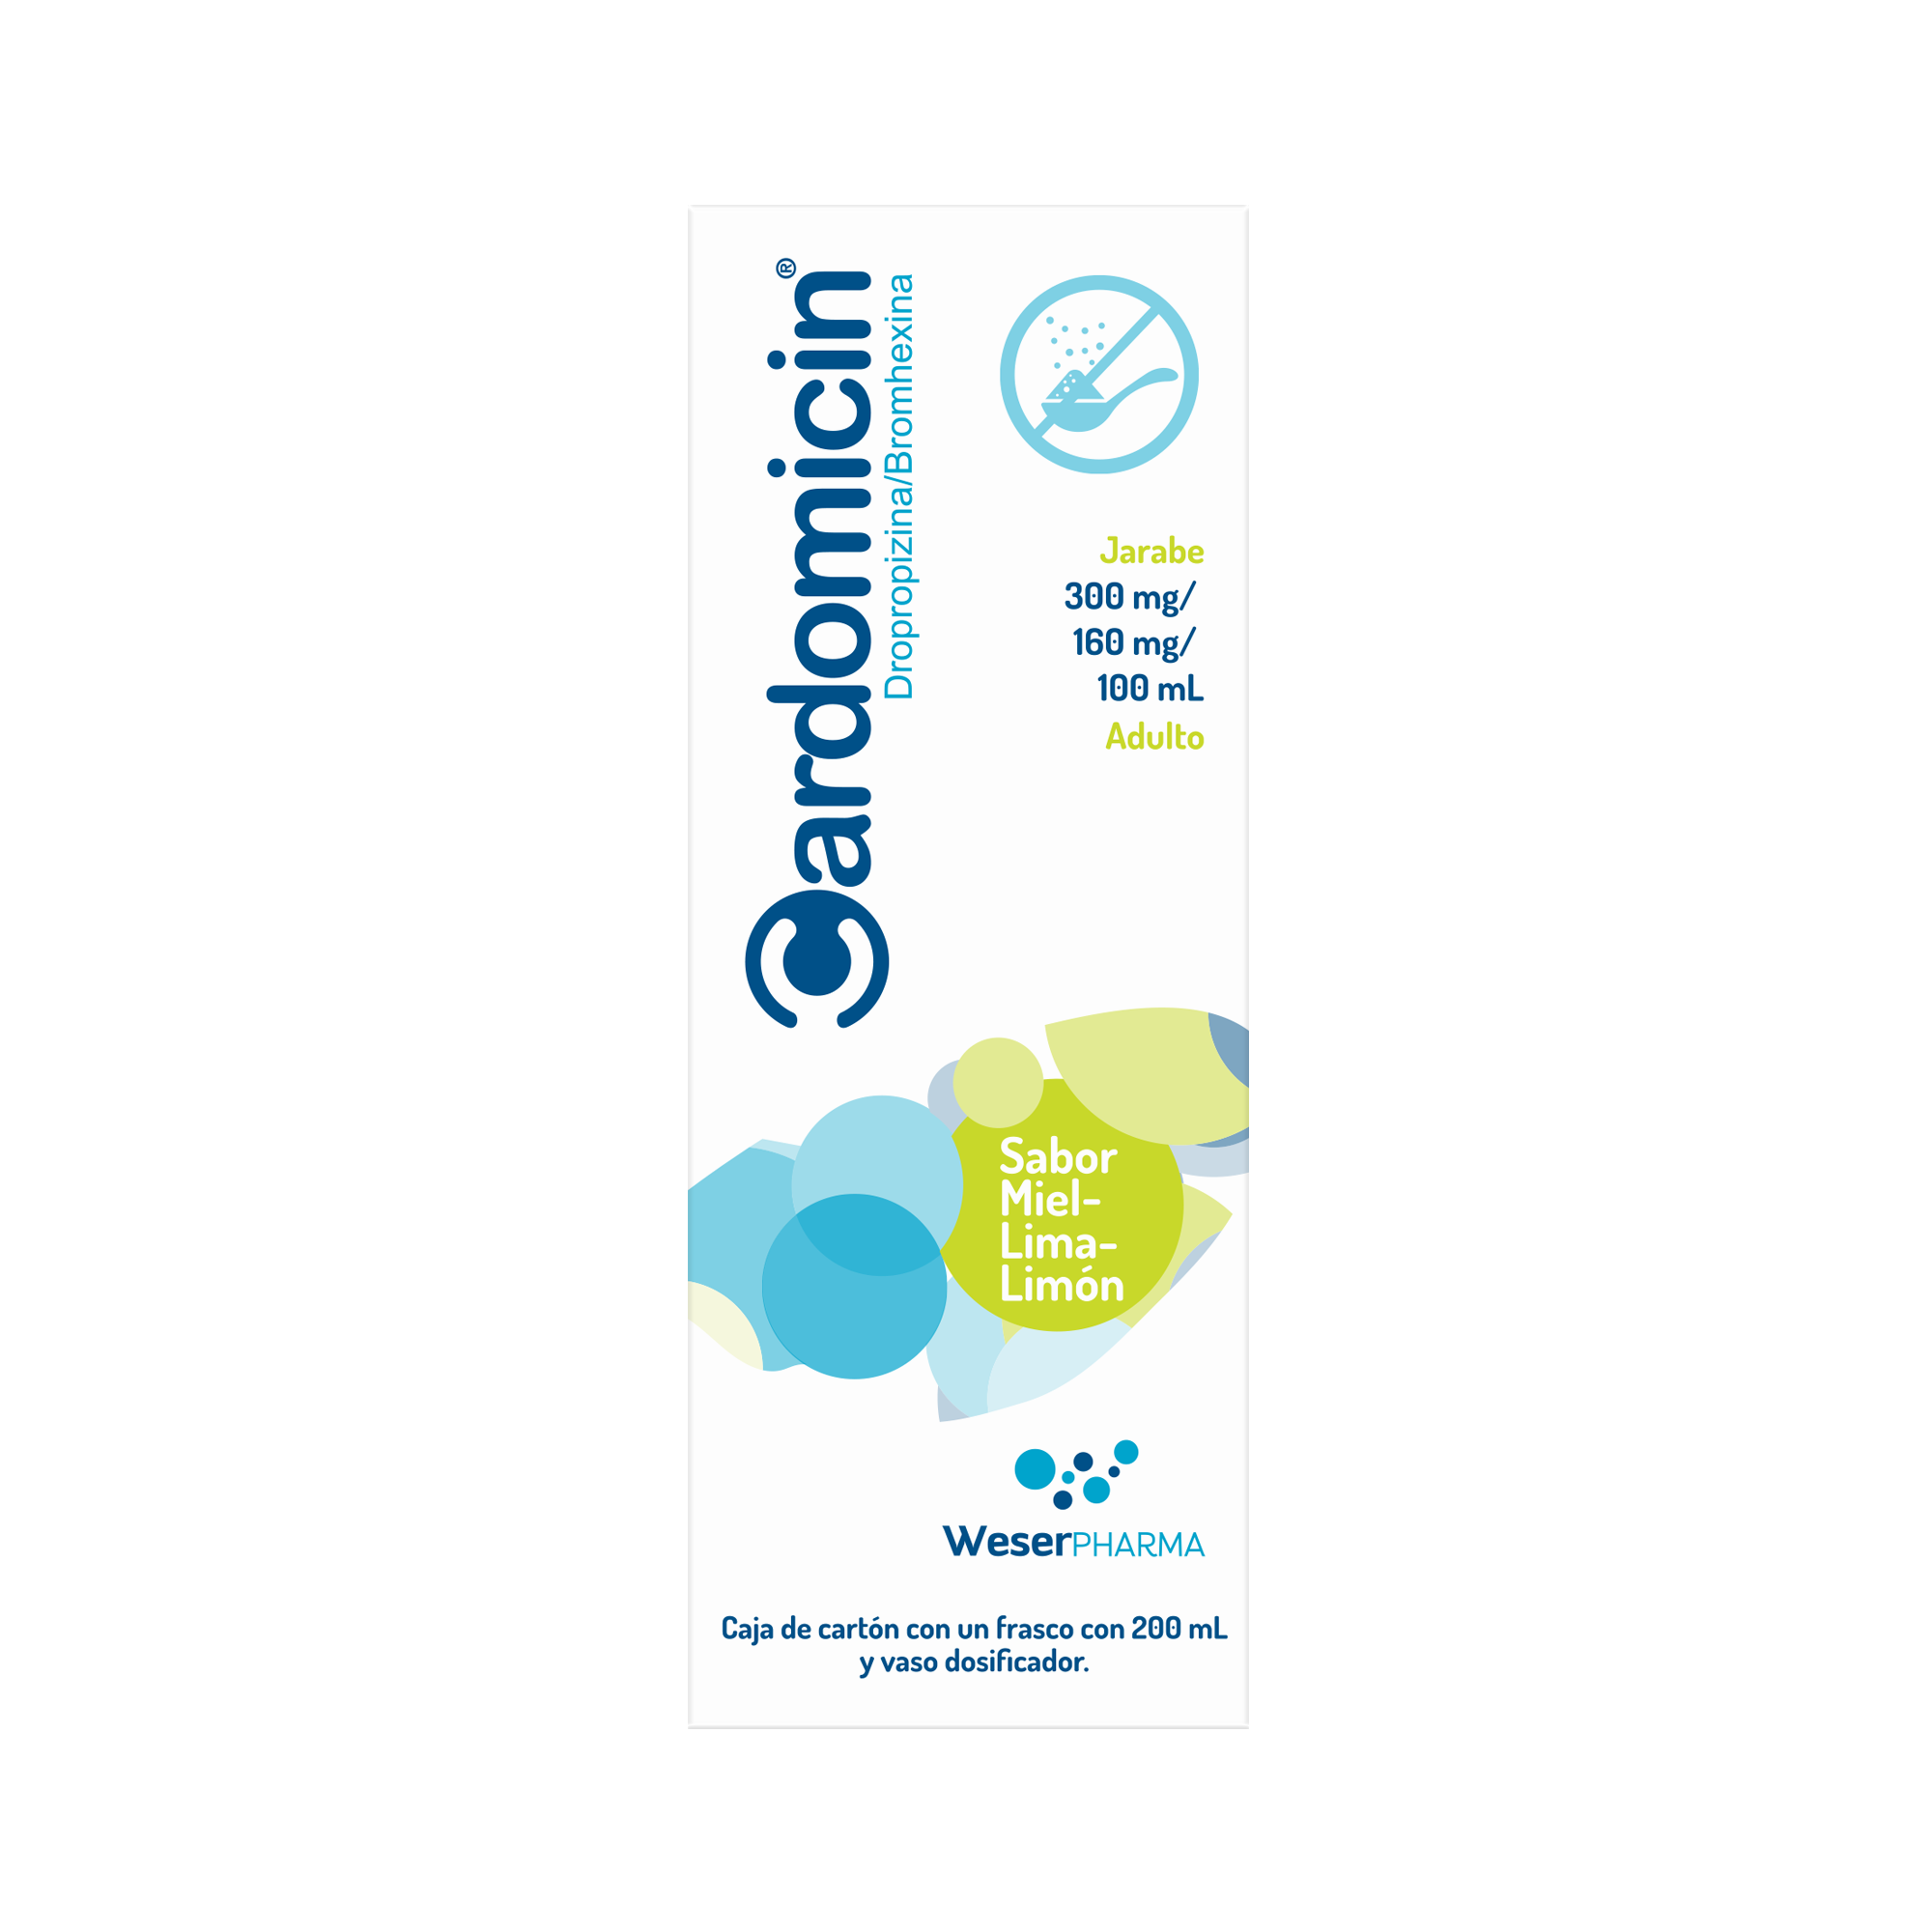 Cardomicin®
Dropropizina/Bromhexina
Jarabe
300 mg/
160 mg/
100 mL
Adulto
Sabor
Miel-
Lima-
Limón
WeserPHARMA
Caja de cartón con un frasco con 200 mL
y vaso dosificador.